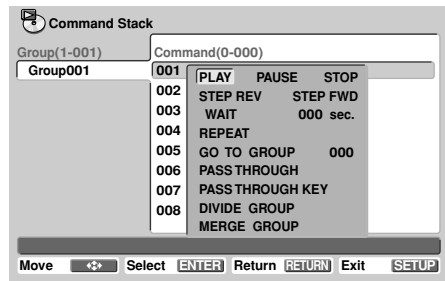 Command Stack
Group(1-001) Command(0-000)
Group001 001 PLAY PAUSE STOP
002 STEP REV STEP FWD
003 WAIT 000 sec.
004 REPEAT
005 GO TO GROUP 000
006 PASS THROUGH
007 PASS THROUGH KEY
008 DIVIDE GROUP
MERGE GROUP
Move Select ENTER Return RETURN Exit SETUP